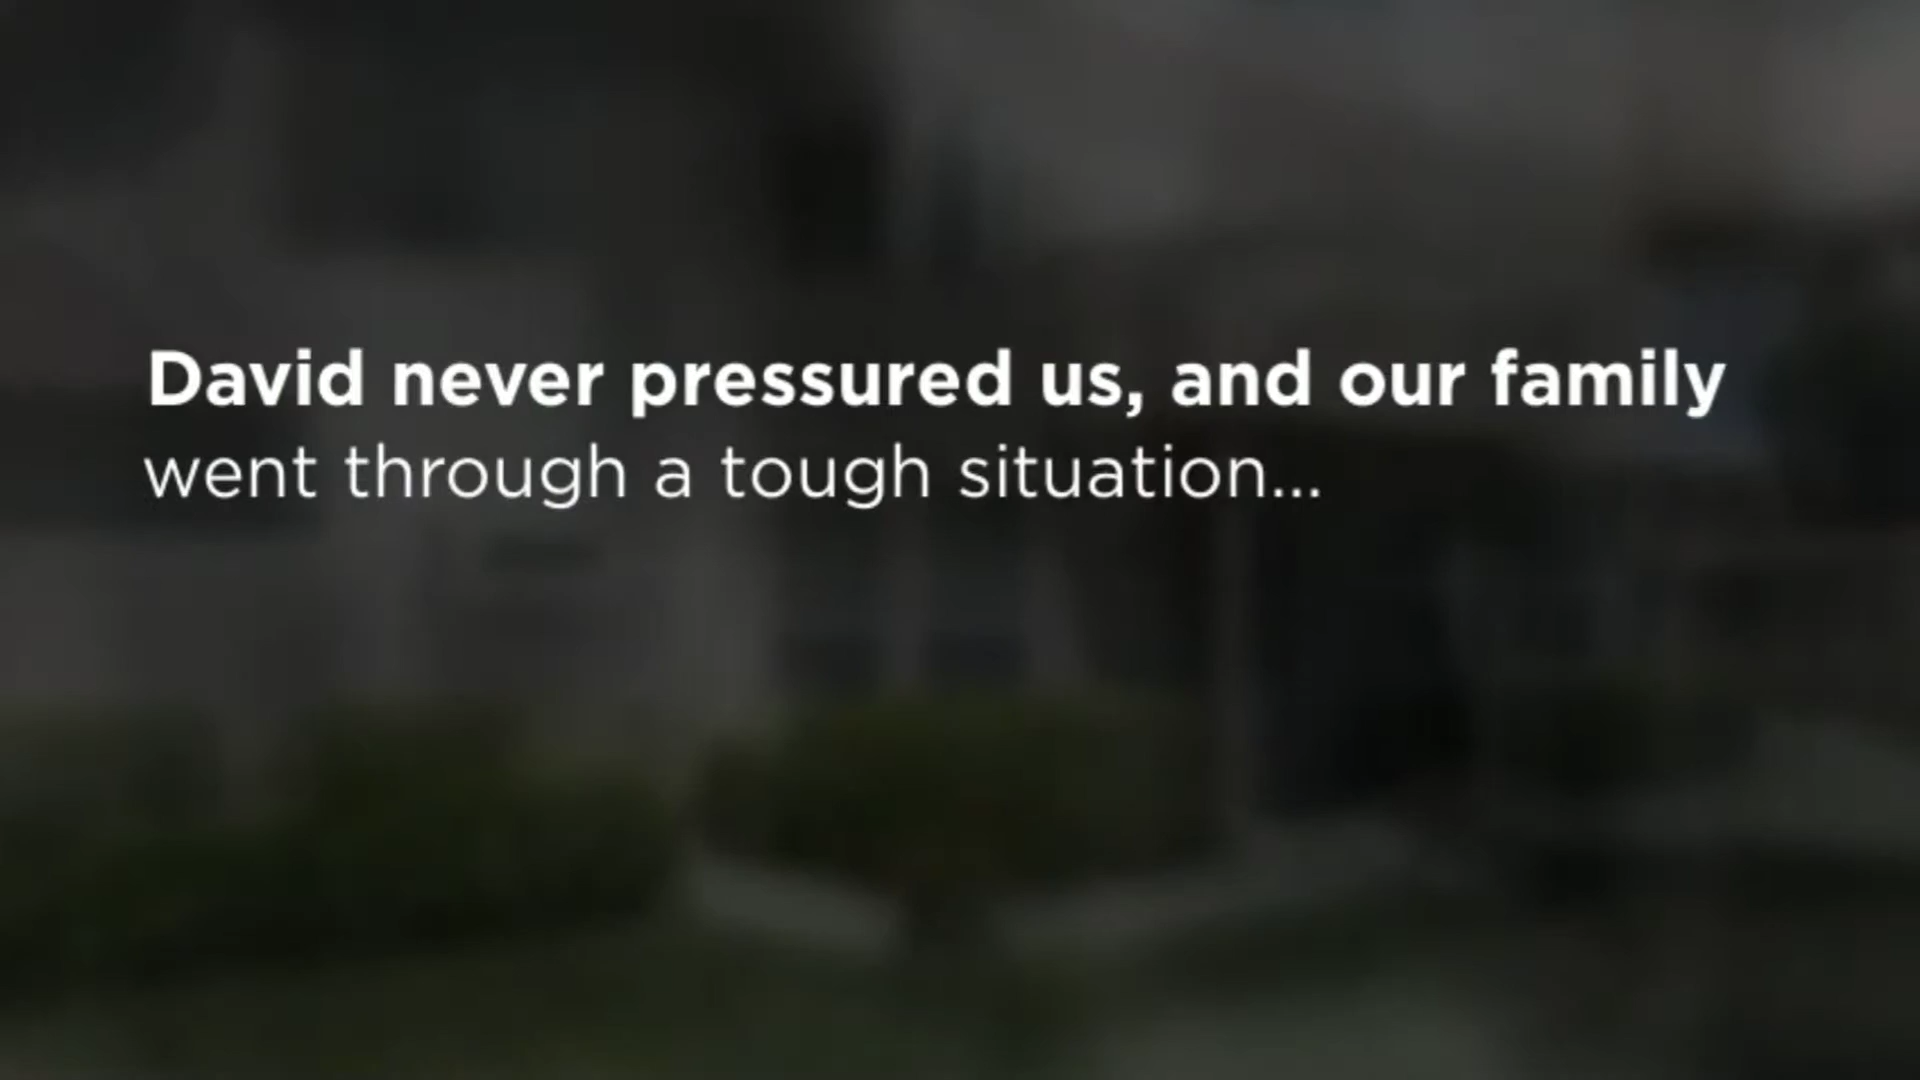 David never pressured us, and our family
went through a tough situation...